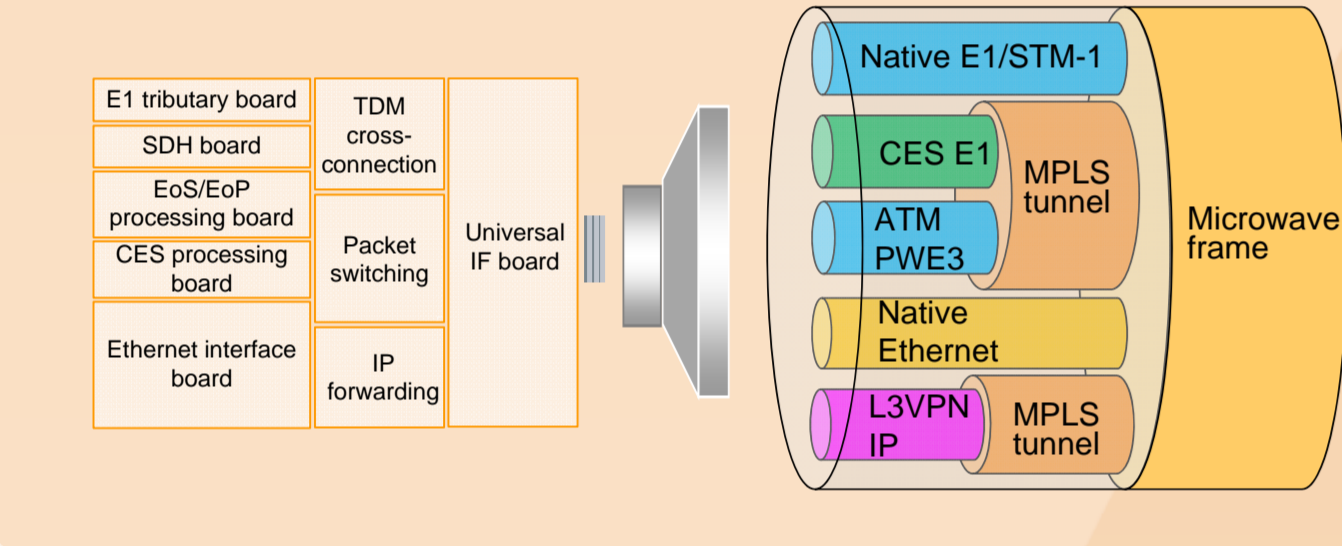 E1 tributary board
SDH board
EoS/EoP
processing board
CES processing
board
Ethernet interface
board
TDM
cross-
connection
Packet
switching
IP
forwarding
Universal
IF board
Native E1/STM-1
CES E1
ATM
PWE3
MPLS
tunnel
Native
Ethernet
L3VPN
IP
MPLS
tunnel
Microwave
frame